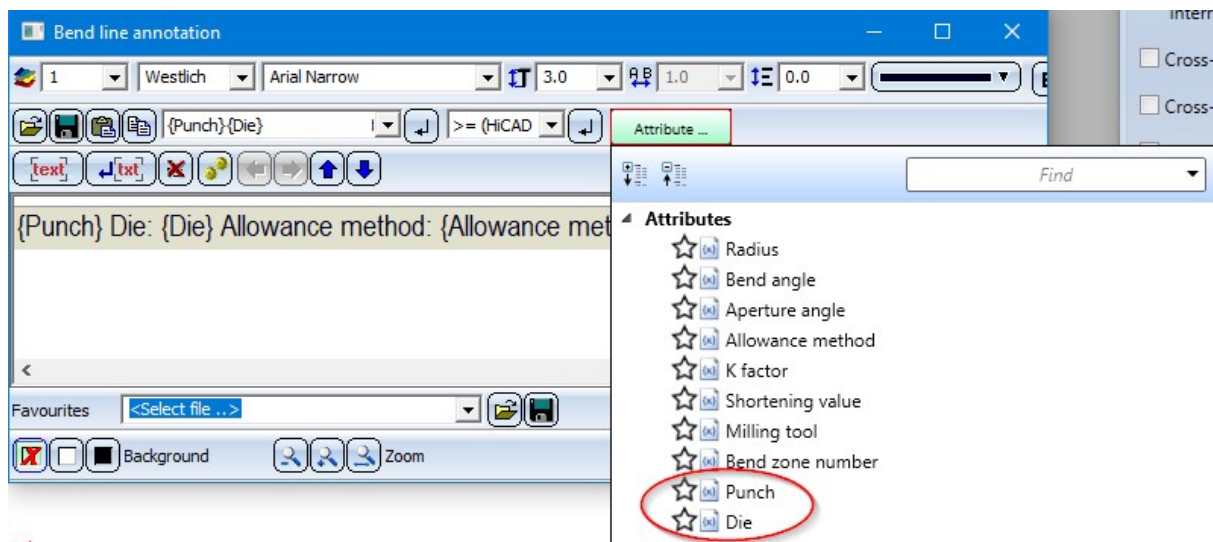 Bend line annotation
1 Westlich Arial Narrow 3.0 1.0 0.0
{Punch}{Die} >= (HiCAD Attribute ...
[text] txt
Find
{Punch} Die: {Die} Allowance method: {Allowance met
Attributes
Radius
Bend angle
Aperture angle
Allowance method
K factor
Shortening value
Milling tool
Bend zone number
Punch
Die
Favourites <Select file ..>
Background Zoom
Cross-
Cross-